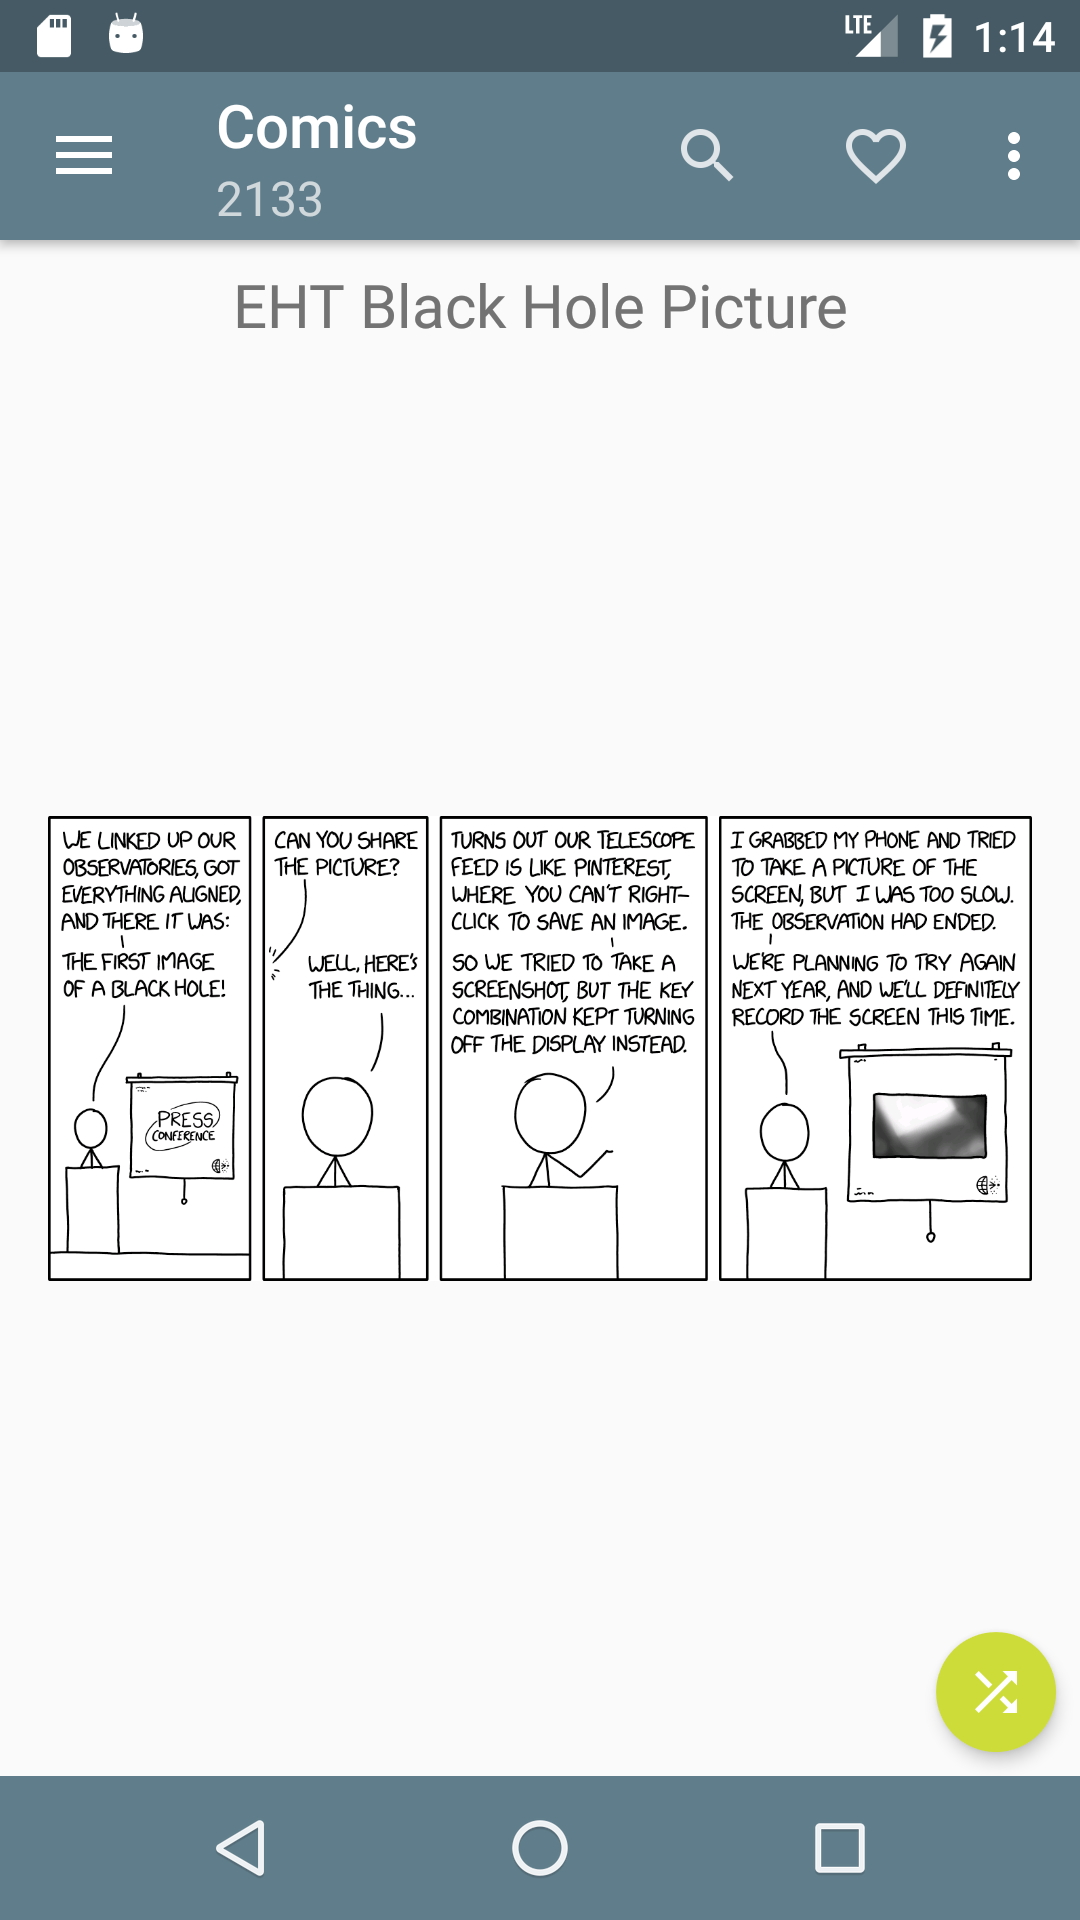 LTE 1:14
Comics
2133
EHT Black Hole Picture
WE LINKED UP OUR
OBSERVATORIES, GOT
EVERYTHING ALIGNED,
AND THERE IT WAS:
THE FIRST IMAGE
OF A BLACK HOLE!
PRESS
CONFERENCE
CAN YOU SHARE
THE PICTURE?
WELL, HERE'S
THE THING...
TURNS OUT OUR TELESCOPE
FEED IS LIKE PINTEREST,
WHERE YOU CAN'T RIGHT-
CLICK TO SAVE AN IMAGE.
SO WE TRIED TO TAKE A
SCREENSHOT, BUT THE KEY
COMBINATION KEPT TURNING
OFF THE DISPLAY INSTEAD.
I GRABBED MY PHONE AND TRIED
TO TAKE A PICTURE OF THE
SCREEN, BUT I WAS TOO SLOW.
THE OBSERVATION HAD ENDED.
WE'RE PLANNING TO TRY AGAIN
NEXT YEAR, AND WE'LL DEFINITELY
RECORD THE SCREEN THIS TIME.